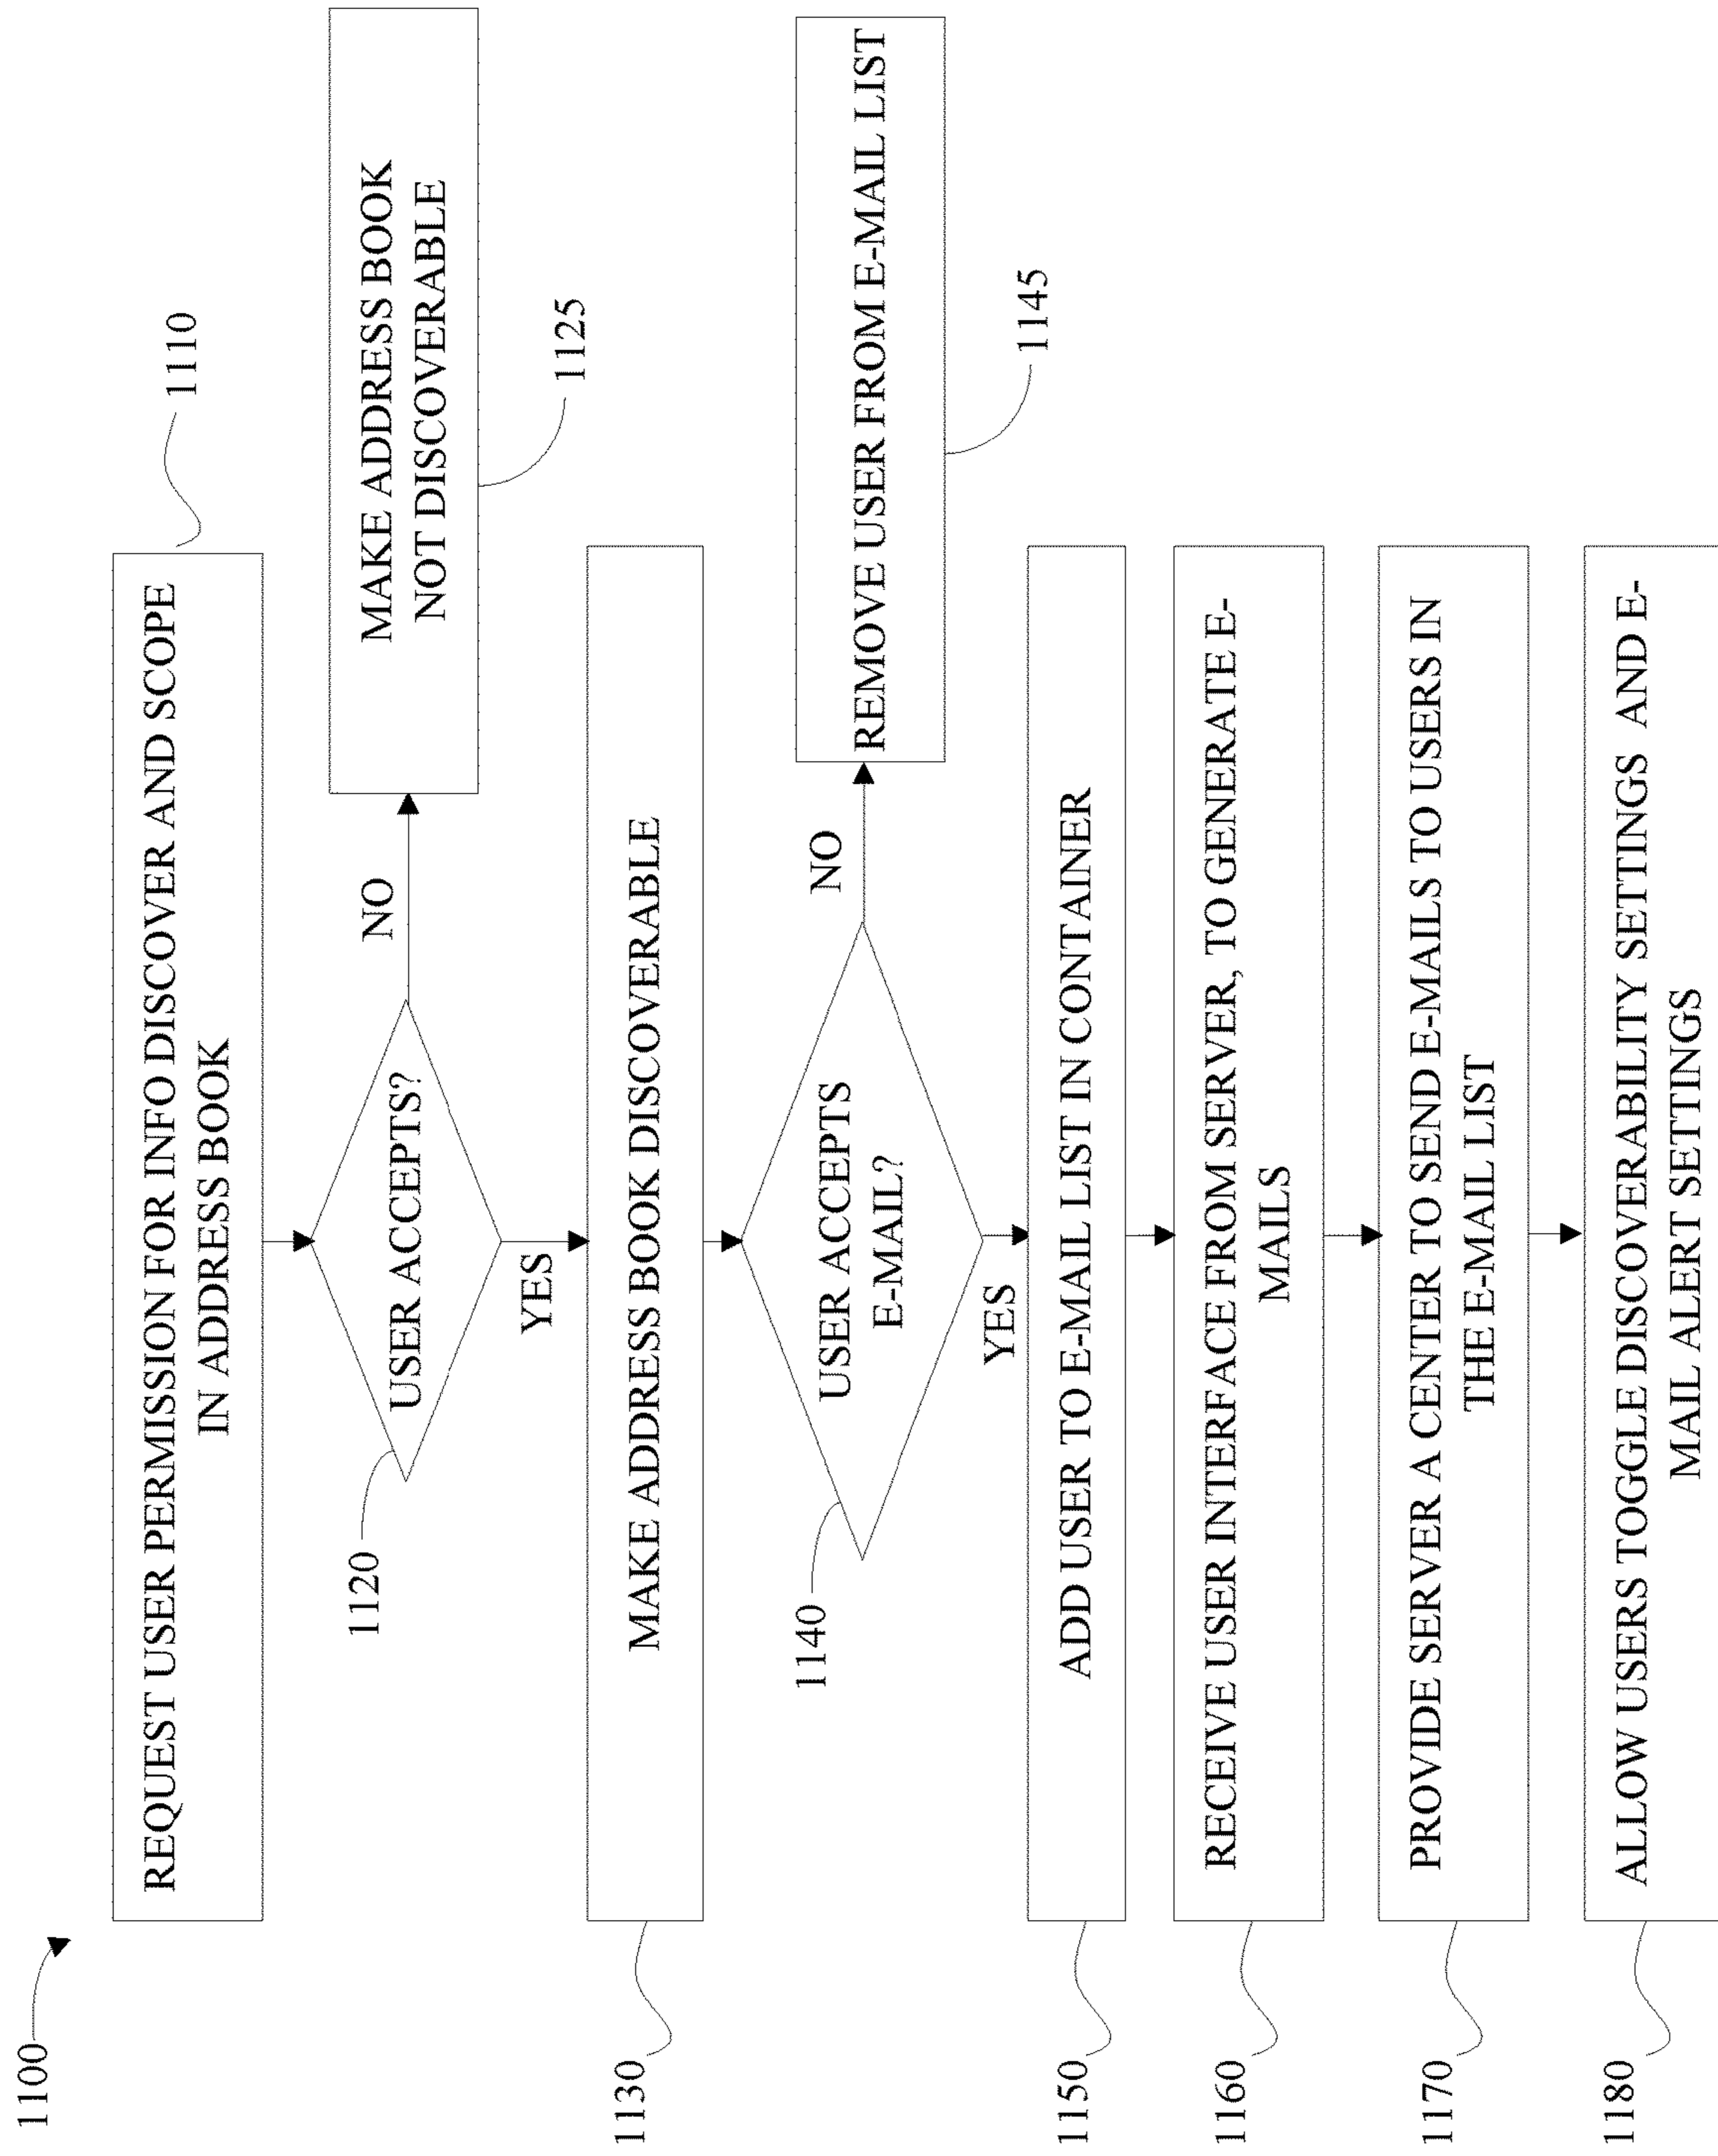 1100
REQUEST USER PERMISSION FOR INFO DISCOVER AND SCOPE
IN ADDRESS BOOK
1110
1120
USER ACCEPTS?
NO
MAKE ADDRESS BOOK
NOT DISCOVERABLE
1125
YES
1130
MAKE ADDRESS BOOK DISCOVERABLE
1140
USER ACCEPTS
E-MAIL?
NO
REMOVE USER FROM E-MAIL LIST
1145
YES
1150
ADD USER TO E-MAIL LIST IN CONTAINER
1160
RECEIVE USER INTERFACE FROM SERVER, TO GENERATE E-
MAILS
1170
PROVIDE SERVER A CENTER TO SEND E-MAILS TO USERS IN
THE E-MAIL LIST
1180
ALLOW USERS TOGGLE DISCOVERABILITY SETTINGS AND E-
MAIL ALERT SETTINGS